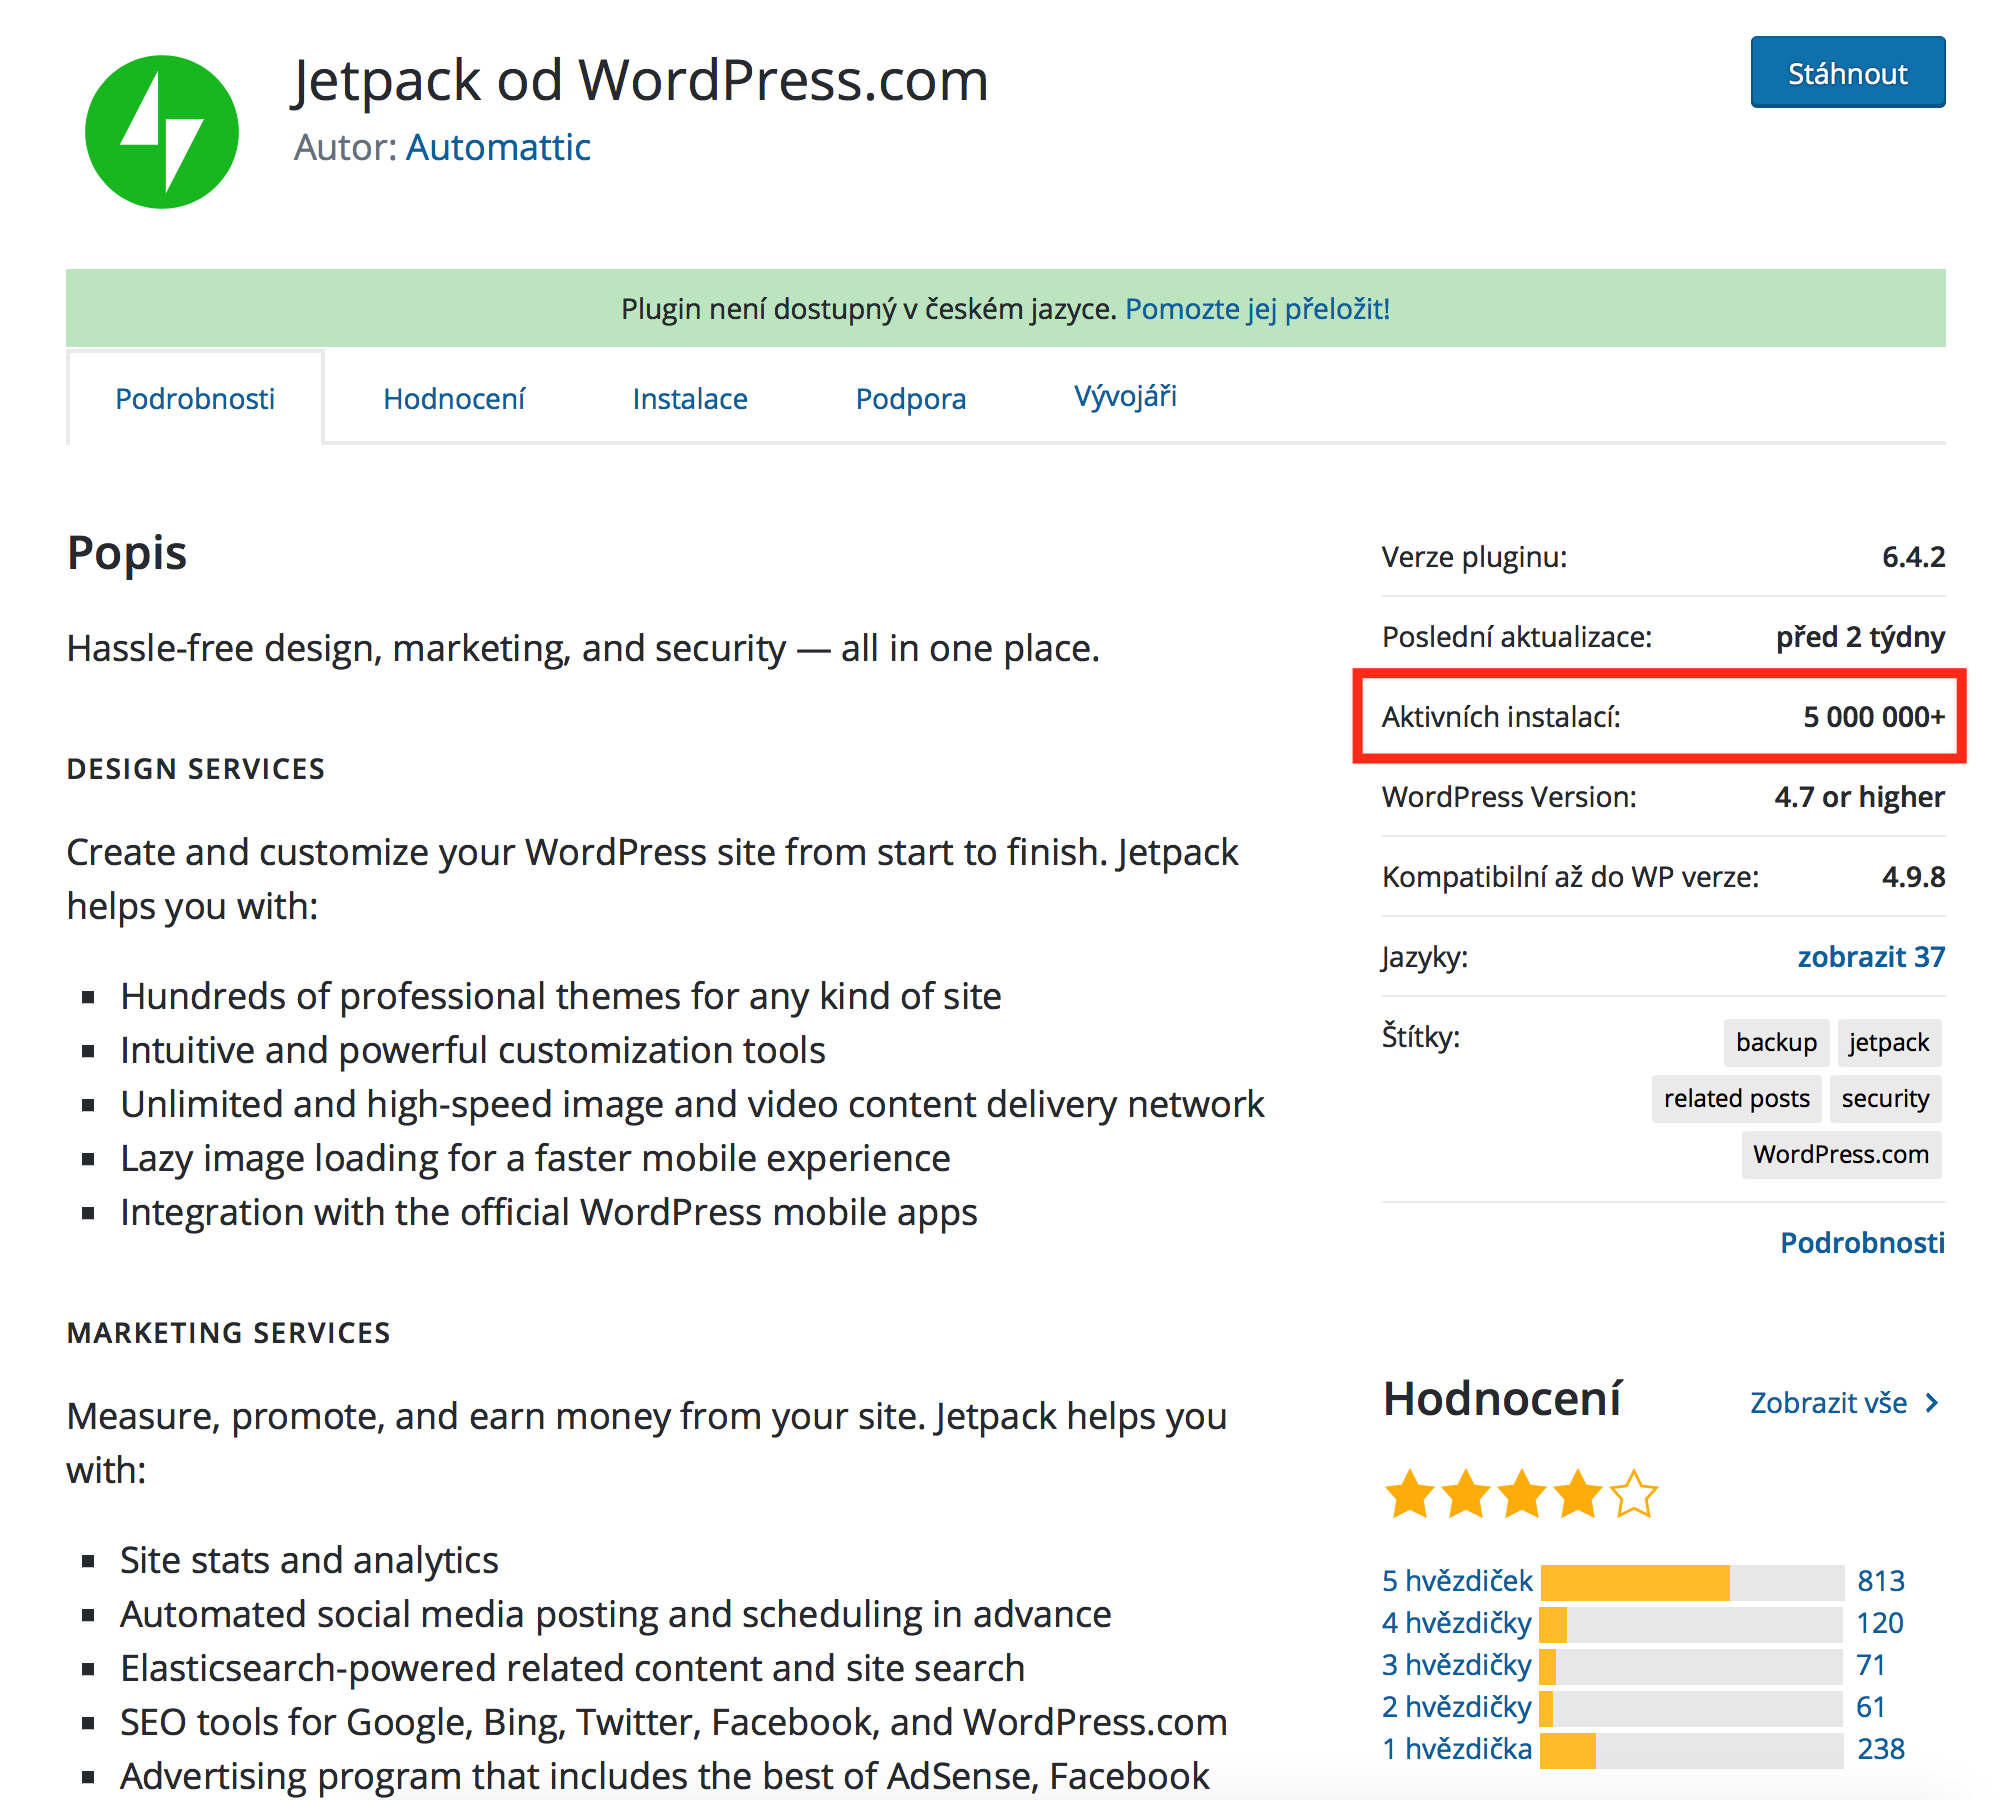 Jetpack od WordPress.com
Autor: Automattic
Stáhnout
Plugin není dostupný v českém jazyce. Pomozte jej přeložit!
Podrobnosti
Hodnocení
Instalace
Podpora
Vývojáři
Popis
Hassle-free design, marketing, and security — all in one place.
DESIGN SERVICES
Create and customize your WordPress site from start to finish. Jetpack
helps you with:
Hundreds of professional themes for any kind of site
Intuitive and powerful customization tools
Unlimited and high-speed image and video content delivery network
Lazy image loading for a faster mobile experience
Integration with the official WordPress mobile apps
MARKETING SERVICES
Measure, promote, and earn money from your site. Jetpack helps you
with:
Site stats and analytics
Automated social media posting and scheduling in advance
Elasticsearch-powered related content and site search
SEO tools for Google, Bing, Twitter, Facebook, and WordPress.com
Advertising program that includes the best of AdSense, Facebook
Verze pluginu: 6.4.2
Poslední aktualizace: před 2 týdny
Aktivních instalací: 5 000 000+
WordPress Version: 4.7 or higher
Kompatibilní až do WP verze: 4.9.8
Jazyky: zobrazit 37
Štítky: backup jetpack
related posts security
WordPress.com
Podrobnosti
Hodnocení Zobrazit vše
5 hvězdiček 813
4 hvězdičky 120
3 hvězdičky 71
2 hvězdičky 61
1 hvězdička 238